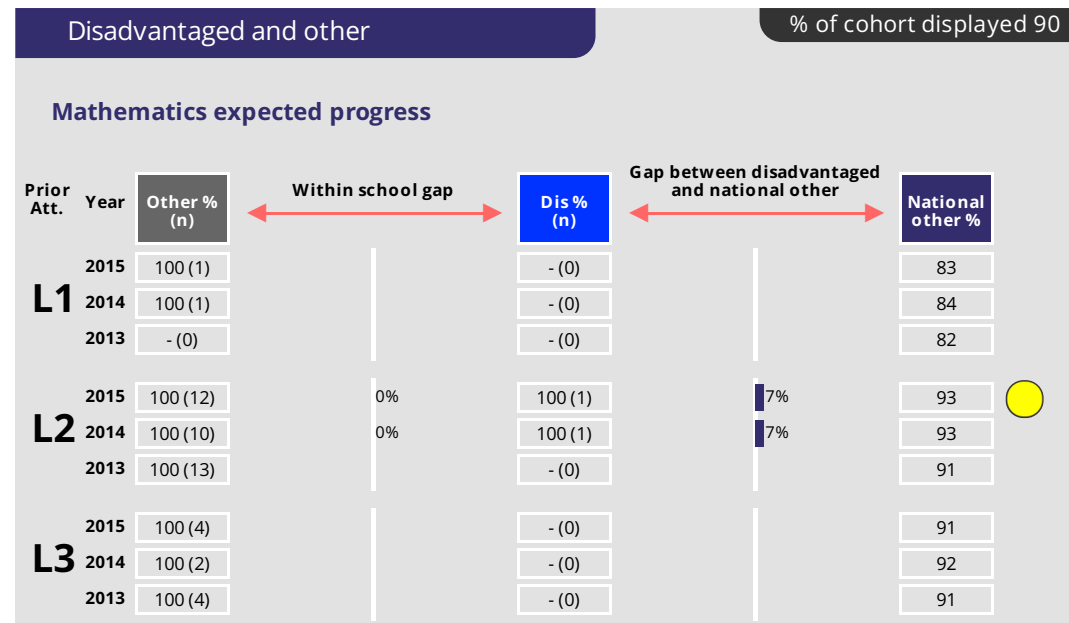 Disadvantaged and other
% of cohort displayed 90
Mathematics expected progress
Prior Att.
Year
Other % (n)
Within school gap
Dis % (n)
Gap between disadvantaged and national other
National other %
L1
2015 100 (1) - (0) 83
2014 100 (1) - (0) 84
2013 - (0) - (0) 82
L2
2015 100 (12) 0% 100 (1) 7% 93
2014 100 (10) 0% 100 (1) 7% 93
2013 100 (13) - (0) 91
L3
2015 100 (4) - (0) 91
2014 100 (2) - (0) 92
2013 100 (4) - (0) 91